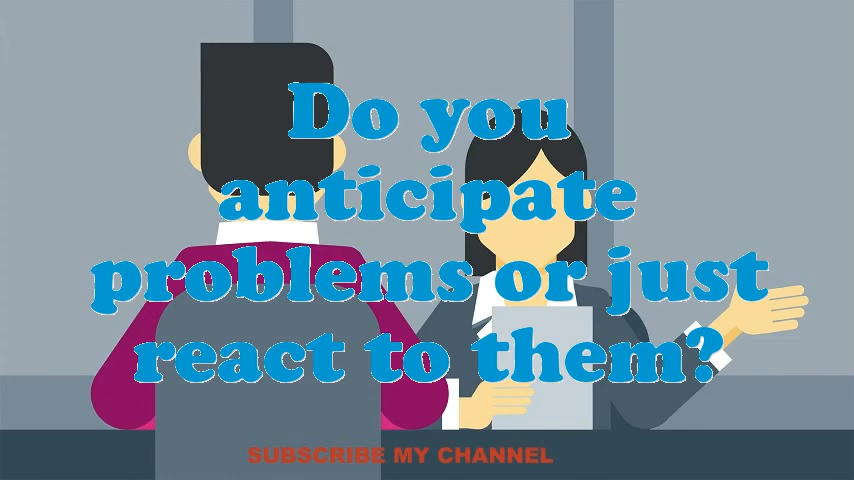 Do you
anticipate
problems or just
react to them?
SUBSCRIBE MY CHANNEL